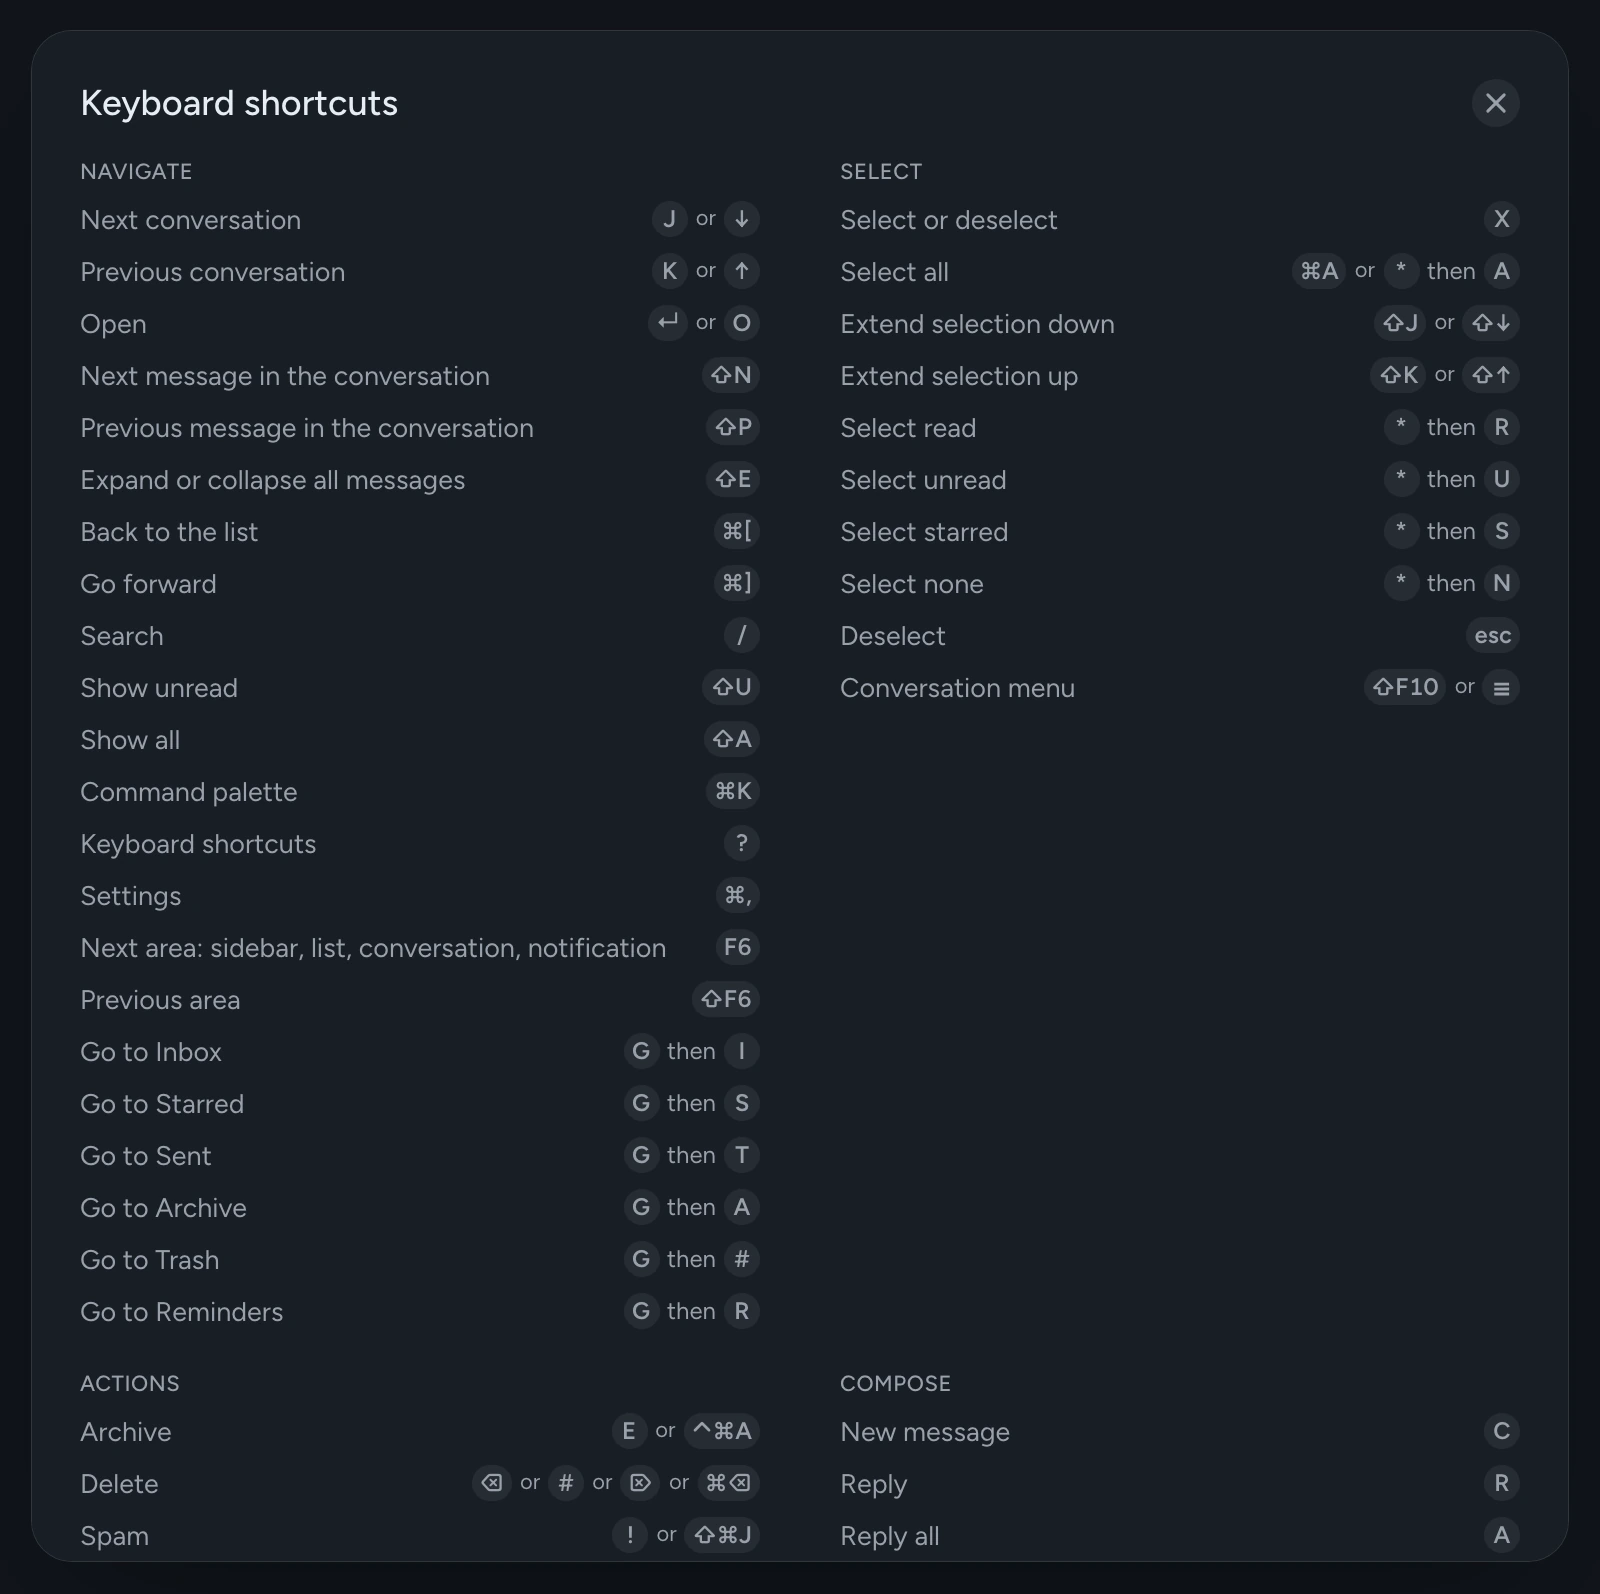 Keyboard shortcuts
NAVIGATE
Next conversation J or ↓
Previous conversation K or ↑
Open ↵ or O
Next message in the conversation ⇧N
Previous message in the conversation ⇧P
Expand or collapse all messages ⇧E
Back to the list ⌘[
Go forward ⌘]
Search /
Show unread ⇧U
Show all ⇧A
Command palette ⌘K
Keyboard shortcuts ?
Settings ⌘,
Next area: sidebar, list, conversation, notification F6
Previous area ⇧F6
Go to Inbox G then I
Go to Starred G then S
Go to Sent G then T
Go to Archive G then A
Go to Trash G then #
Go to Reminders G then R
SELECT
Select or deselect X
Select all ⌘A or * then A
Extend selection down ⇧J or ⇧↓
Extend selection up ⇧K or ⇧↑
Select read * then R
Select unread * then U
Select starred * then S
Select none * then N
Deselect esc
Conversation menu ⇧F10 or ≡
ACTIONS
Archive E or ^⌘A
Delete ⌫ or # or ⌦ or ⌘⌫
Spam ! or ⇧⌘J
COMPOSE
New message C
Reply R
Reply all A